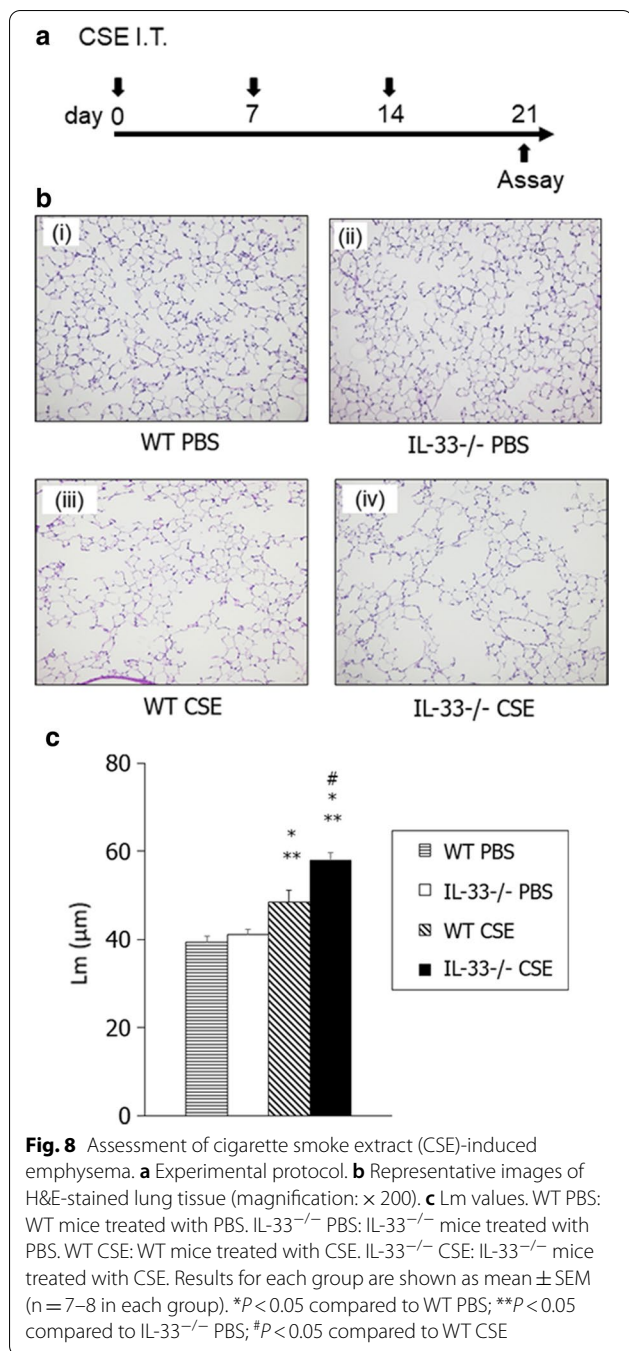 a CSE I.T.
day 0 7 14 21
Assay
b
(i) (ii)
WT PBS IL-33-/- PBS
(iii) (iv)
WT CSE IL-33-/- CSE
c
80
60
40
20
0
Lm (µm)
*
**
#
*
**
WT PBS
IL-33-/- PBS
WT CSE
IL-33-/- CSE
Fig. 8 Assessment of cigarette smoke extract (CSE)-induced
emphysema. a Experimental protocol. b Representative images of
H&E-stained lung tissue (magnification: × 200). c Lm values. WT PBS:
WT mice treated with PBS. IL-33−/− PBS: IL-33−/− mice treated with
PBS. WT CSE: WT mice treated with CSE. IL-33−/− CSE: IL-33−/− mice
treated with CSE. Results for each group are shown as mean ± SEM
(n = 7–8 in each group). *P < 0.05 compared to WT PBS; **P < 0.05
compared to IL-33−/− PBS; #P < 0.05 compared to WT CSE